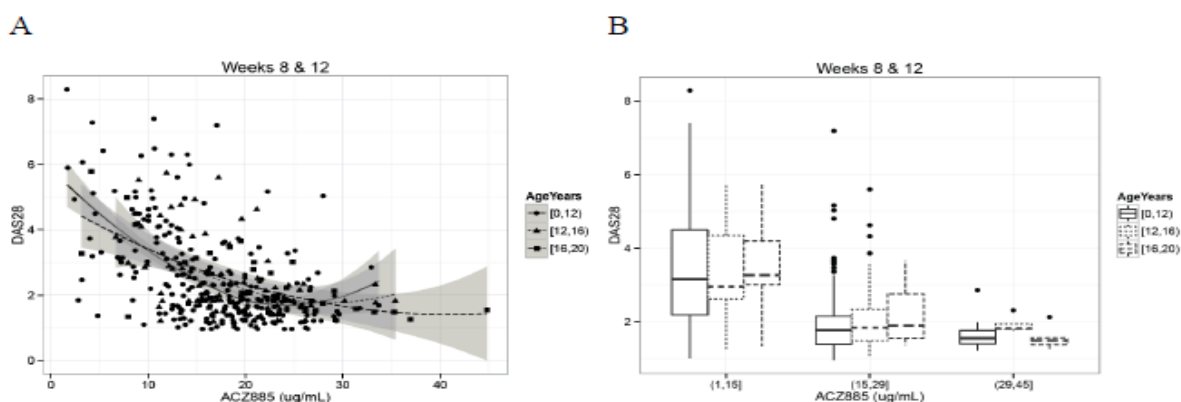 A
B
Weeks 8 & 12
DAS28
8
6
4
2
0
0
10
20
30
40
ACZ885 (ug/mL)
AgeYears
[0,12)
[12,16)
[16,20)
Weeks 8 & 12
DAS28
8
6
4
2
(1,15]
(15,29]
(29,45]
ACZ885 (ug/mL)
AgeYears
[0,12)
[12,16)
[16,20)